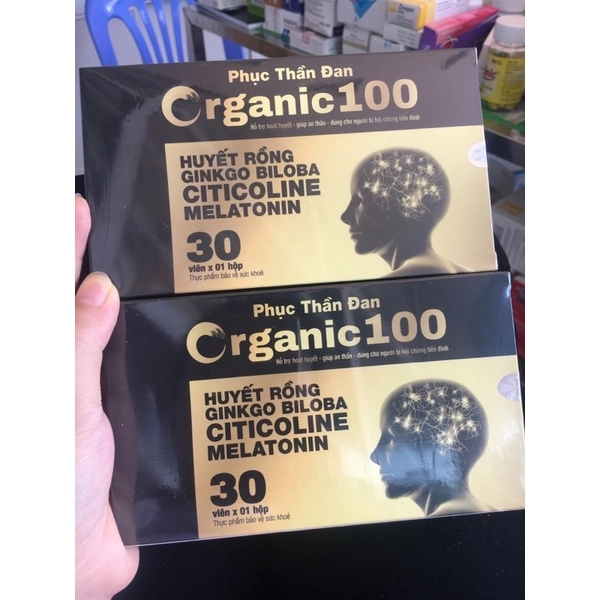 Phục Thần Đan
Organic100
Hỗ trợ hoạt huyết - giúp an thần - dùng cho người bị hội chứng tiền đình
HUYẾT RỒNG
GINKGO BILOBA
CITICOLINE
MELATONIN
30
viên x 01 hộp
Thực phẩm bảo vệ sức khoẻ
Phục Thần Đan
Organic100
Hỗ trợ hoạt huyết - giúp an thần - dùng cho người bị hội chứng tiền đình
HUYẾT RỒNG
GINKGO BILOBA
CITICOLINE
MELATONIN
30
viên x 01 hộp
Thực phẩm bảo vệ sức khoẻ